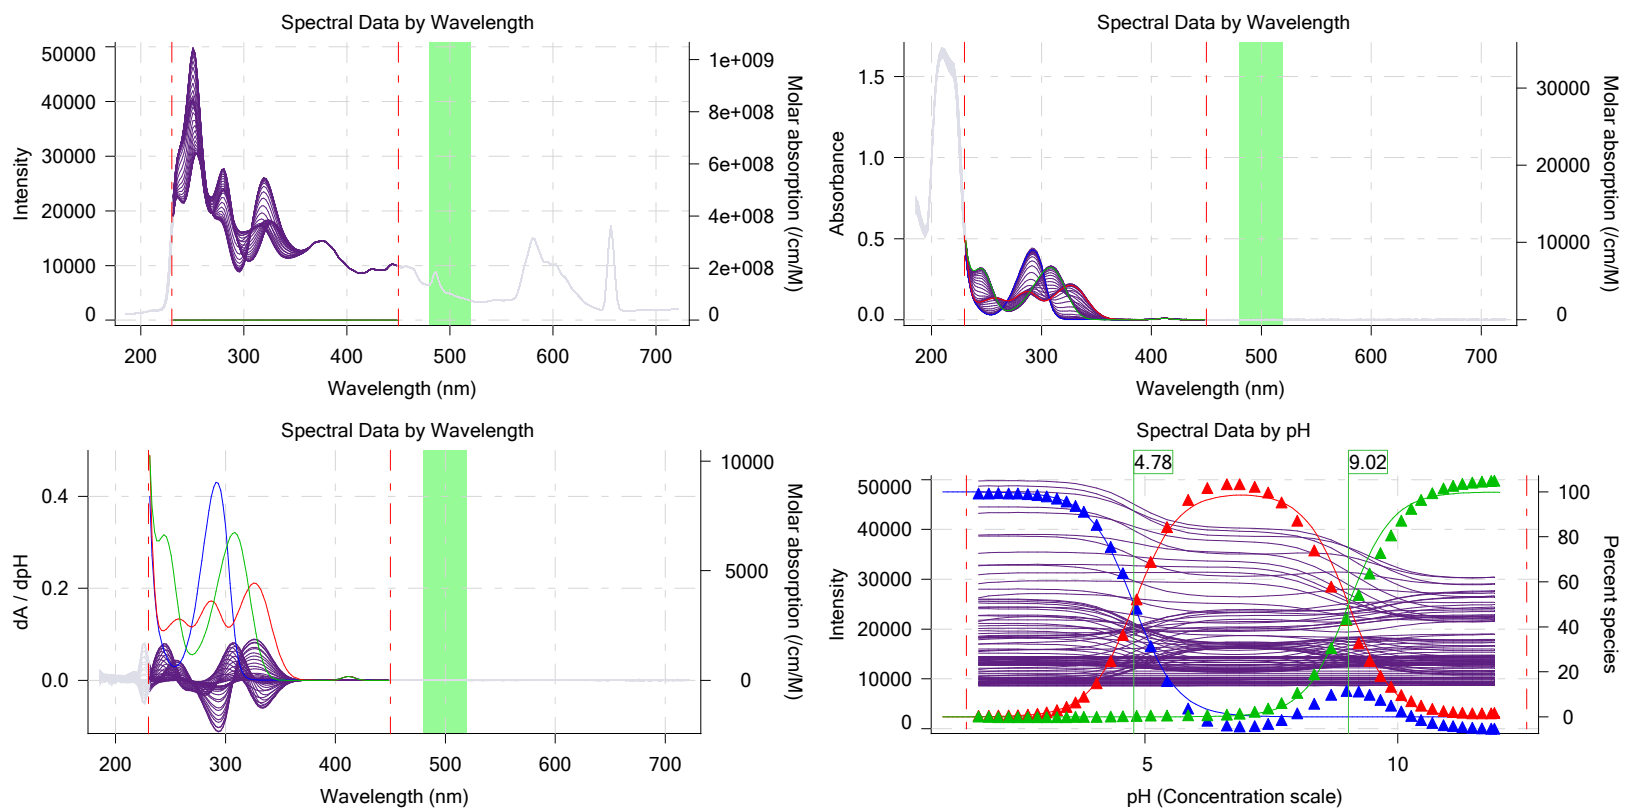 Spectral Data by Wavelength
50000
40000
30000
20000
10000
0
Intensity
1e+009
8e+008
6e+008
4e+008
2e+008
0
Molar absorption (/cm/M)
200 300 400 500 600 700
Wavelength (nm)
Spectral Data by Wavelength
1.5
1.0
0.5
0.0
Absorbance
30000
20000
10000
0
Molar absorption (/cm/M)
200 300 400 500 600 700
Wavelength (nm)
Spectral Data by Wavelength
0.4
0.2
0.0
dA / dpH
10000
5000
0
Molar absorption (/cm/M)
200 300 400 500 600 700
Wavelength (nm)
Spectral Data by pH
4.78 9.02
50000
40000
30000
20000
10000
0
Intensity
100
80
60
40
20
0
Percent species
5 10
pH (Concentration scale)